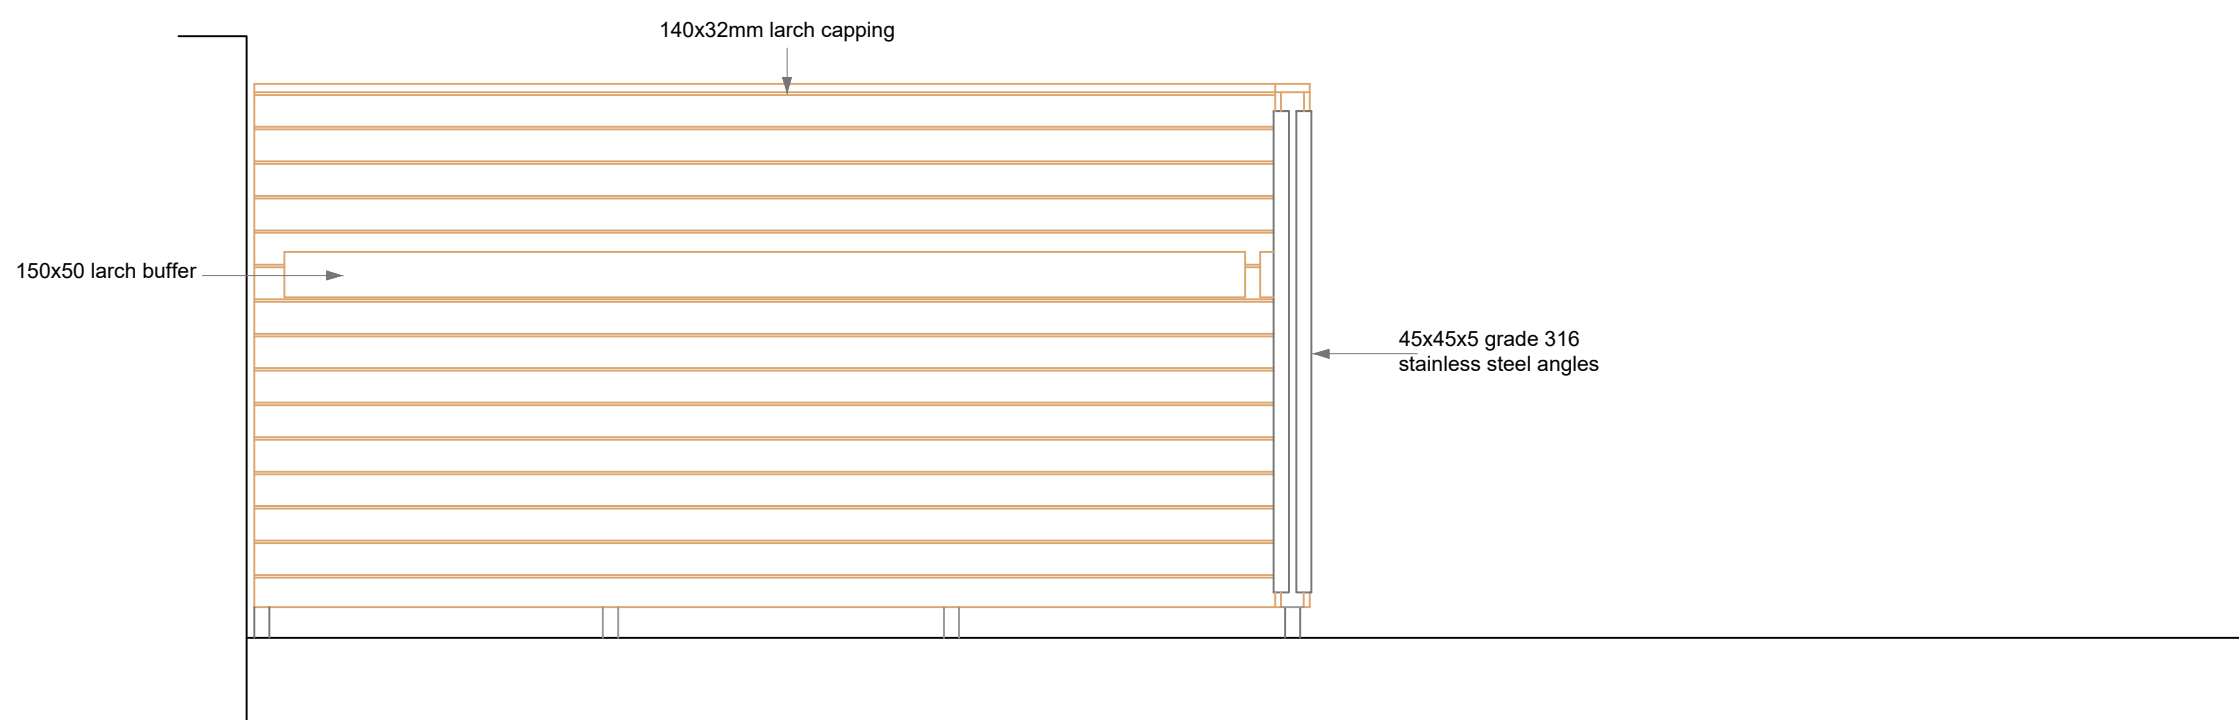 140x32mm larch capping
150x50 larch buffer
45x45x5 grade 316
stainless steel angles